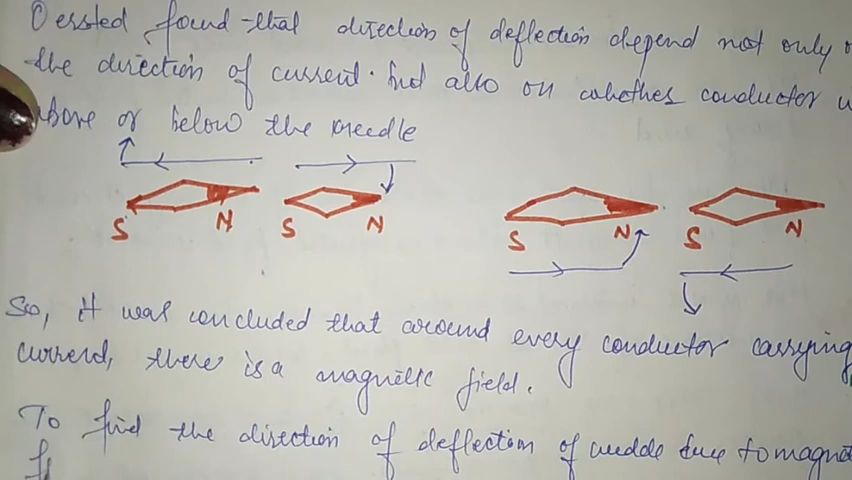 Oersted found that direction of deflection depend not only
the direction of current. but also on whether conductor
above or below the needle
S N S N S N S N
So, it was concluded that around every conductor carrying
current, there is a magnetic field.
To find the direction of deflection of needle due to magnet